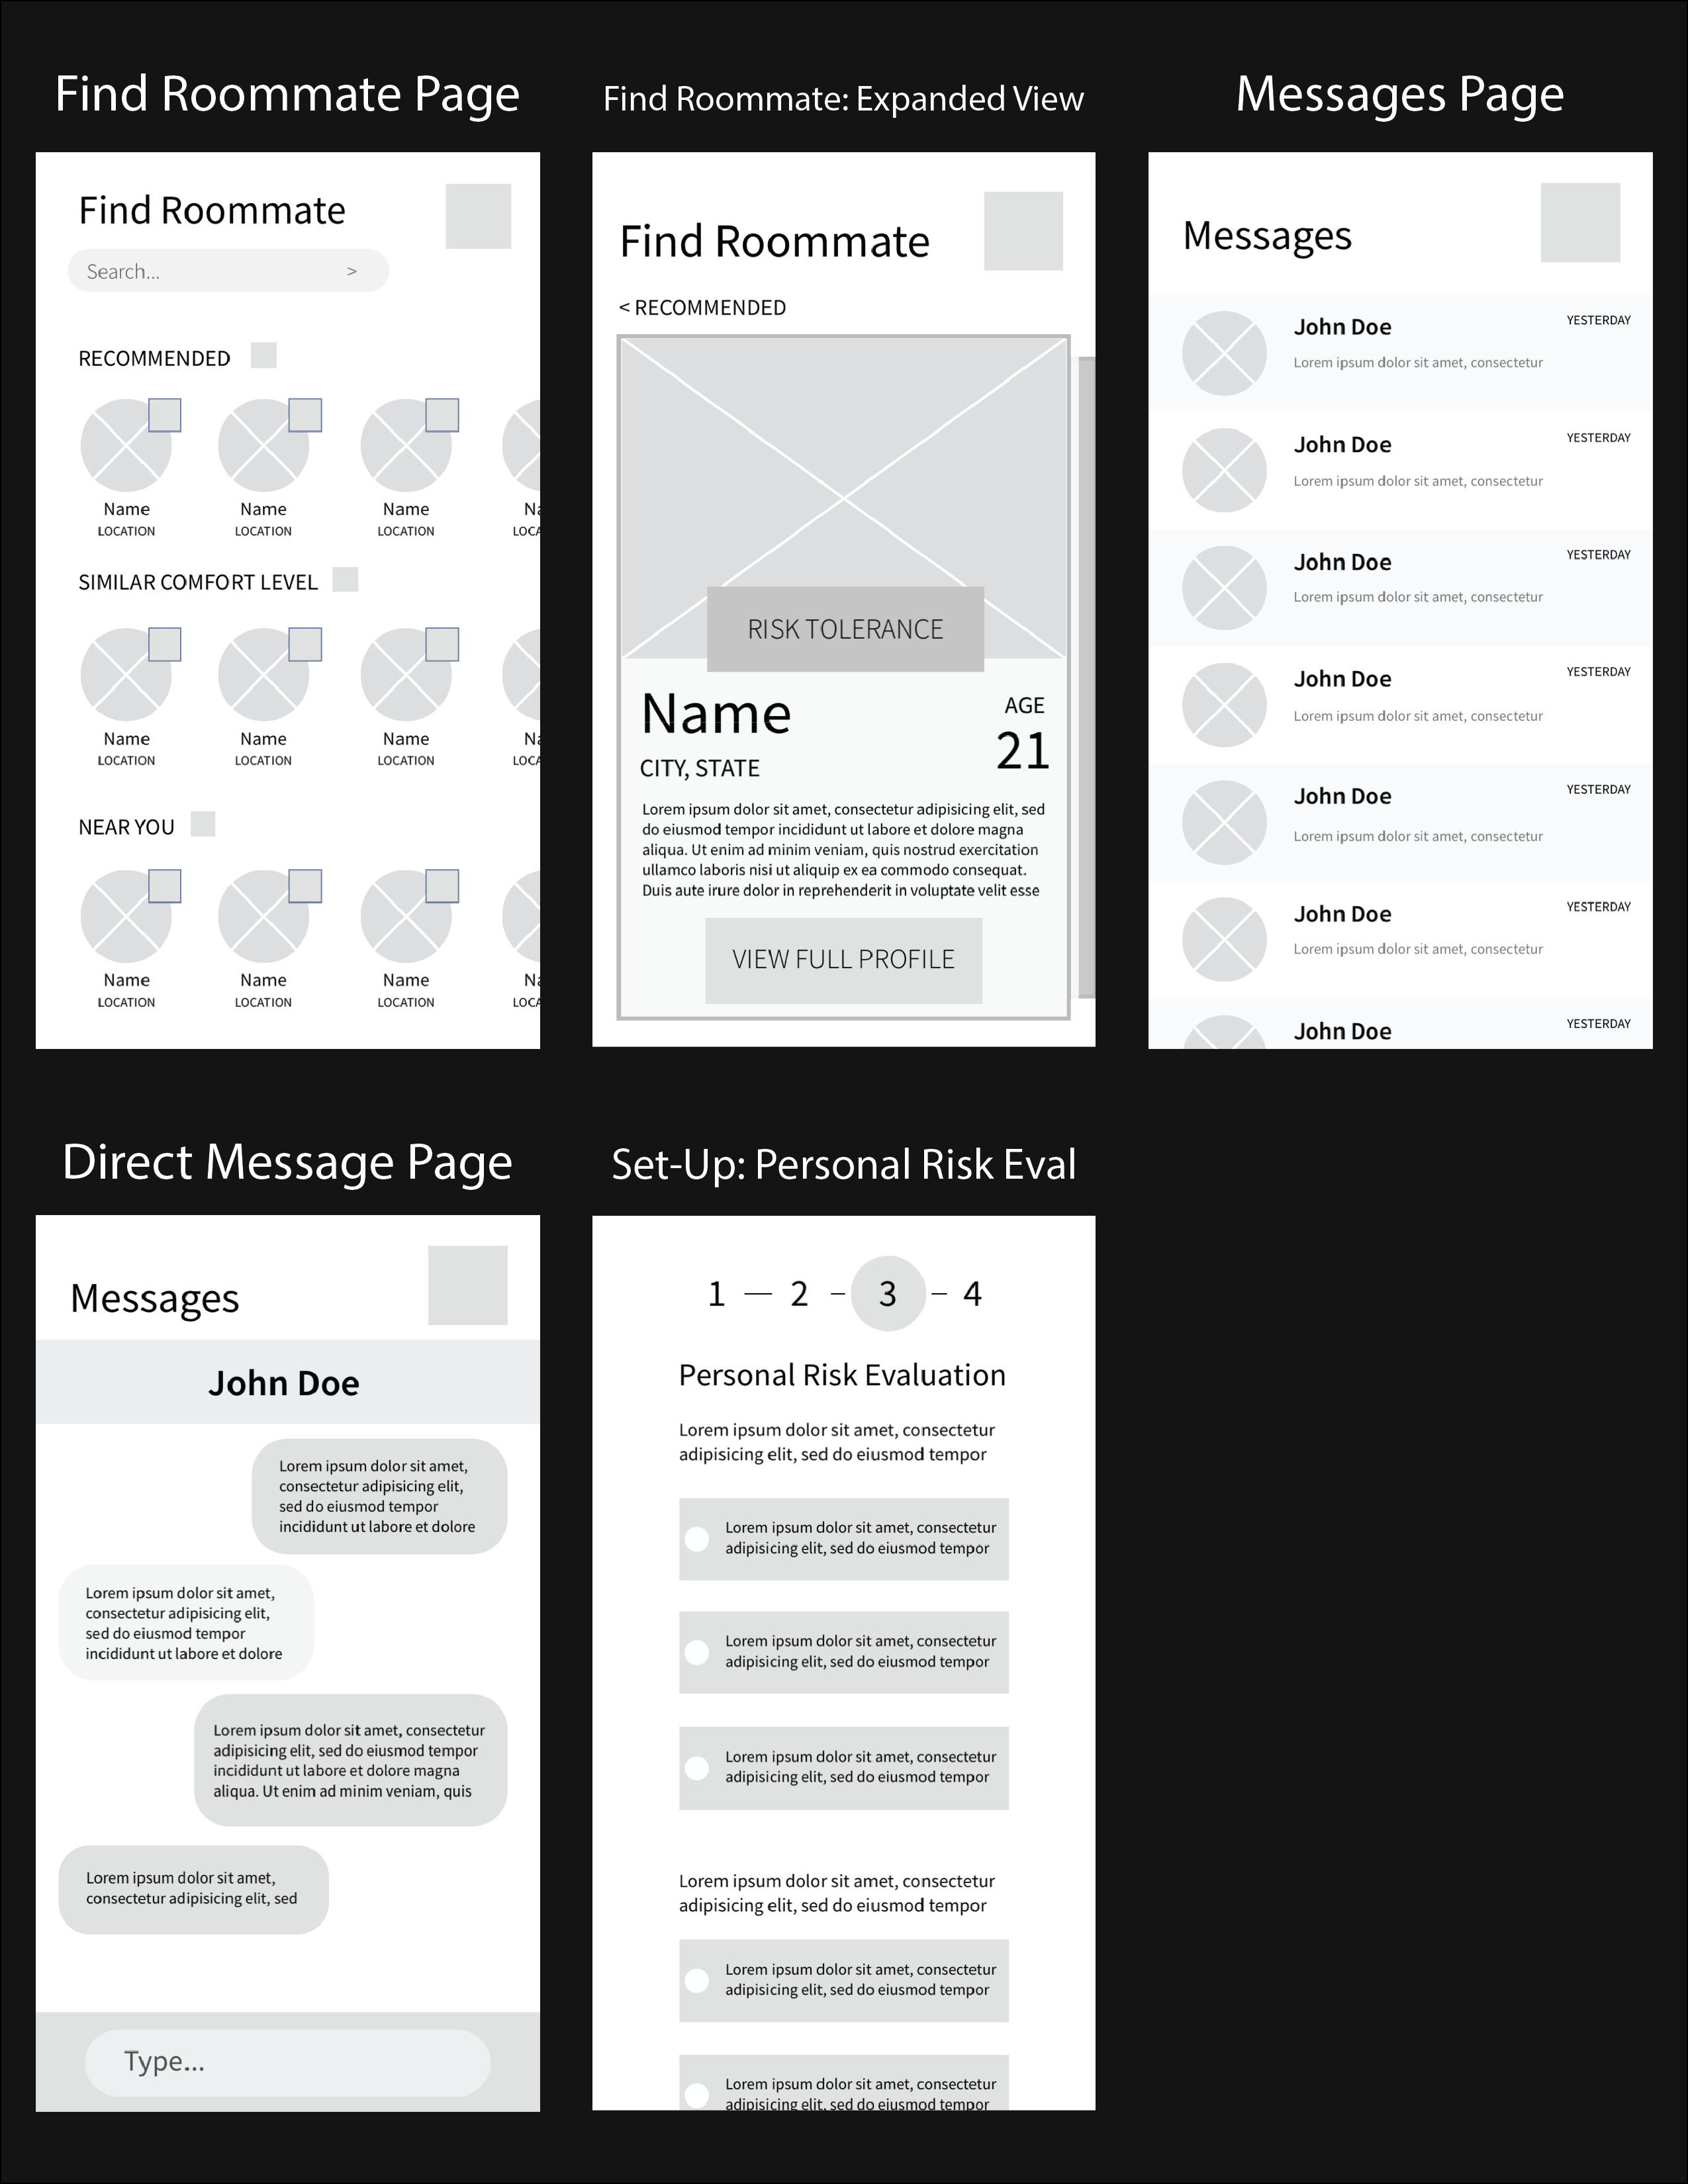 Find Roommate Page
Find Roommate
Search...
>
RECOMMENDED
Name
Name
Name
Na
LOCATION
LOCATION
LOCATION
LOCA
SIMILAR COMFORT LEVEL
Name
Name
Name
Na
LOCATION
LOCATION
LOCATION
LOCA
NEAR YOU
Name
Name
Name
Na
LOCATION
LOCATION
LOCATION
LOCA
Find Roommate: Expanded View
Find Roommate
< RECOMMENDED
RISK TOLERANCE
Name
CITY, STATE
AGE
21
Lorem ipsum dolor sit amet, consectetur adipisicing elit, sed
do eiusmod tempor incididunt ut labore et dolore magna
aliqua. Ut enim ad minim veniam, quis nostrud exercitation
ullamco laboris nisi ut aliquip ex ea commodo consequat.
Duis aute irure dolor in reprehenderit in voluptate velit esse
VIEW FULL PROFILE
Messages Page
Messages
John Doe
YESTERDAY
Lorem ipsum dolor sit amet, consectetur
John Doe
YESTERDAY
Lorem ipsum dolor sit amet, consectetur
John Doe
YESTERDAY
Lorem ipsum dolor sit amet, consectetur
John Doe
YESTERDAY
Lorem ipsum dolor sit amet, consectetur
John Doe
YESTERDAY
Lorem ipsum dolor sit amet, consectetur
John Doe
YESTERDAY
Lorem ipsum dolor sit amet, consectetur
John Doe
YESTERDAY
Direct Message Page
Messages
John Doe
Lorem ipsum dolor sit amet,
consectetur adipisicing elit,
sed do eiusmod tempor
incididunt ut labore et dolore
Lorem ipsum dolor sit amet,
consectetur adipisicing elit,
sed do eiusmod tempor
incididunt ut labore et dolore
Lorem ipsum dolor sit amet, consectetur
adipisicing elit, sed do eiusmod tempor
incididunt ut labore et dolore magna
aliqua. Ut enim ad minim veniam, quis
Lorem ipsum dolor sit amet,
consectetur adipisicing elit, sed
Type...
Set-Up: Personal Risk Eval
1 — 2 – 3 – 4
Personal Risk Evaluation
Lorem ipsum dolor sit amet, consectetur
adipisicing elit, sed do eiusmod tempor
Lorem ipsum dolor sit amet, consectetur
adipisicing elit, sed do eiusmod tempor
Lorem ipsum dolor sit amet, consectetur
adipisicing elit, sed do eiusmod tempor
Lorem ipsum dolor sit amet, consectetur
adipisicing elit, sed do eiusmod tempor
Lorem ipsum dolor sit amet, consectetur
adipisicing elit, sed do eiusmod tempor
Lorem ipsum dolor sit amet, consectetur
adipisicing elit, sed do eiusmod tempor
Lorem ipsum dolor sit amet, consectetur
adipisicing elit, sed do eiusmod tempor